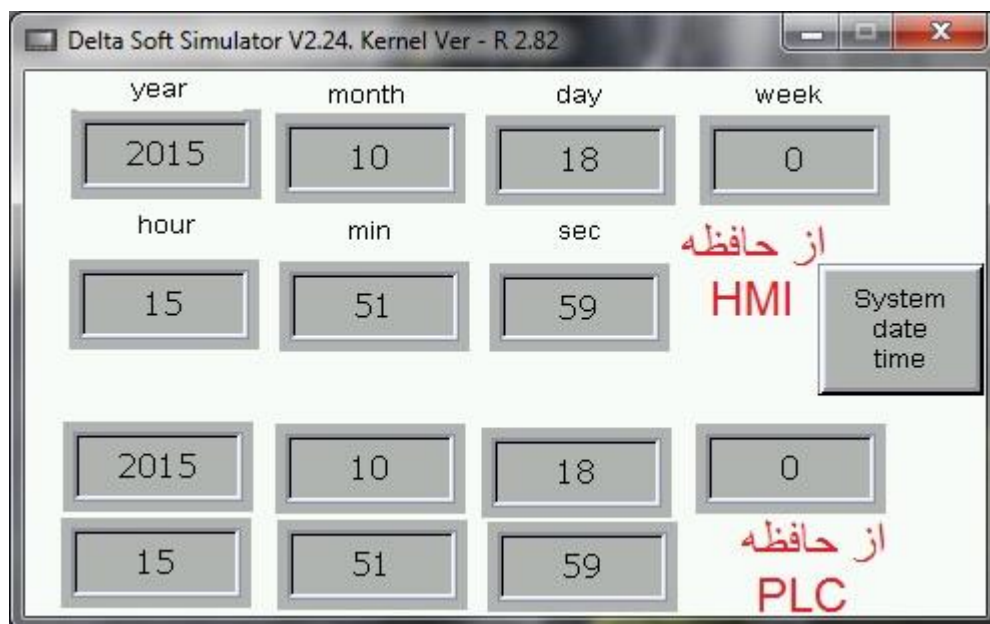 Delta Soft Simulator V2.24. Kernel Ver - R 2.82
year month day week
2015 10 18 0
hour min sec
15 51 59
از حافظه
HMI
System
date
time
2015 10 18 0
15 51 59
از حافظه
PLC